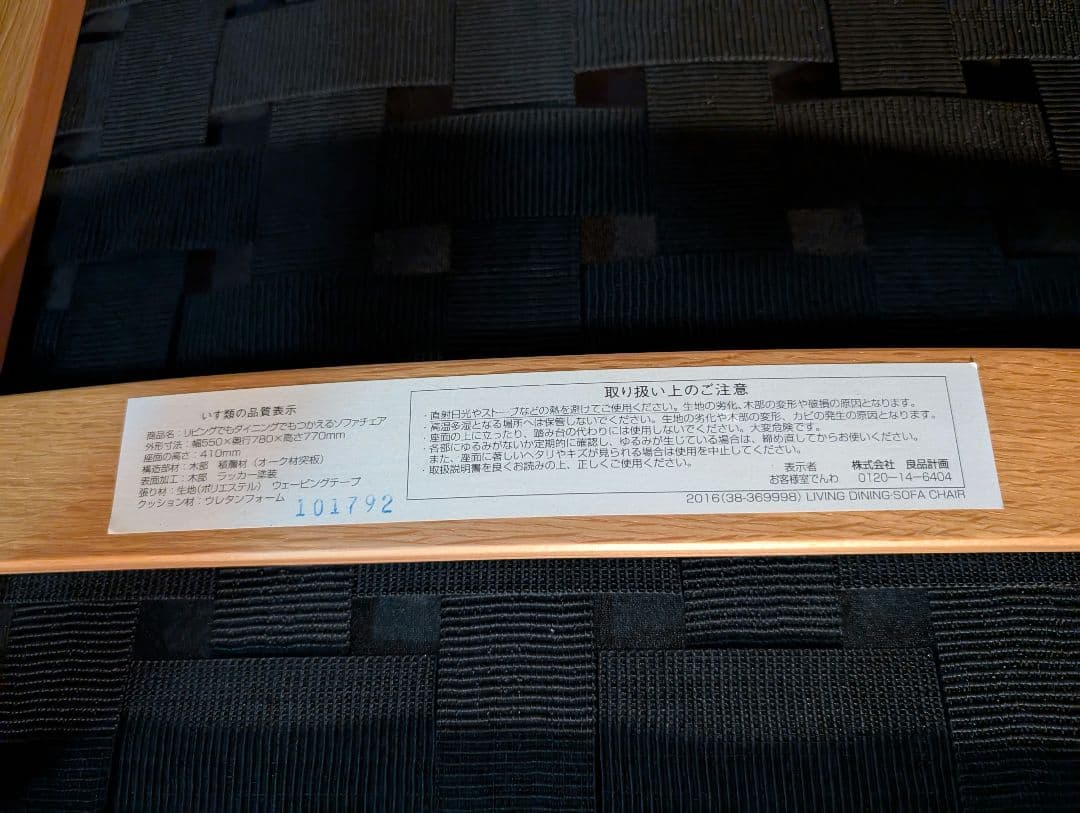 いす類の品質表示
商品名：リビングでもダイニングでもつかえるソファチェア
外形寸法：幅550×奥行780×高さ770mm
座面の高さ：410mm
構造部材：木部　積層材（オーク材突板）
表面加工：木部　ラッカー塗装
張り材：生地（ポリエステル）　ウェービングテープ
クッション材：ウレタンフォーム
101792
取り扱い上のご注意
・直射日光やストーブなどの熱を避けてご使用ください。生地の劣化、木部の変形や破損の原因となります。
・高温多湿となる場所へは保管しないでください。生地の劣化や木部の変形、カビの発生の原因となります。
・座面の上に立ったり、踏み台の代わりには使用しないでください。大変危険です。
・各部にゆるみがないか定期的に確認し、ゆるみが生じている場合は、締め直してからお使いください。
また、座面に著しいヘタリやキズが見られる場合は使用を中止してください。
・取扱説明書を良くお読みの上、正しくご使用ください。
表示者　株式会社　良品計画
お客様室でんわ　0120-14-6404
2016(38-369998) LIVING DINING・SOFA CHAIR